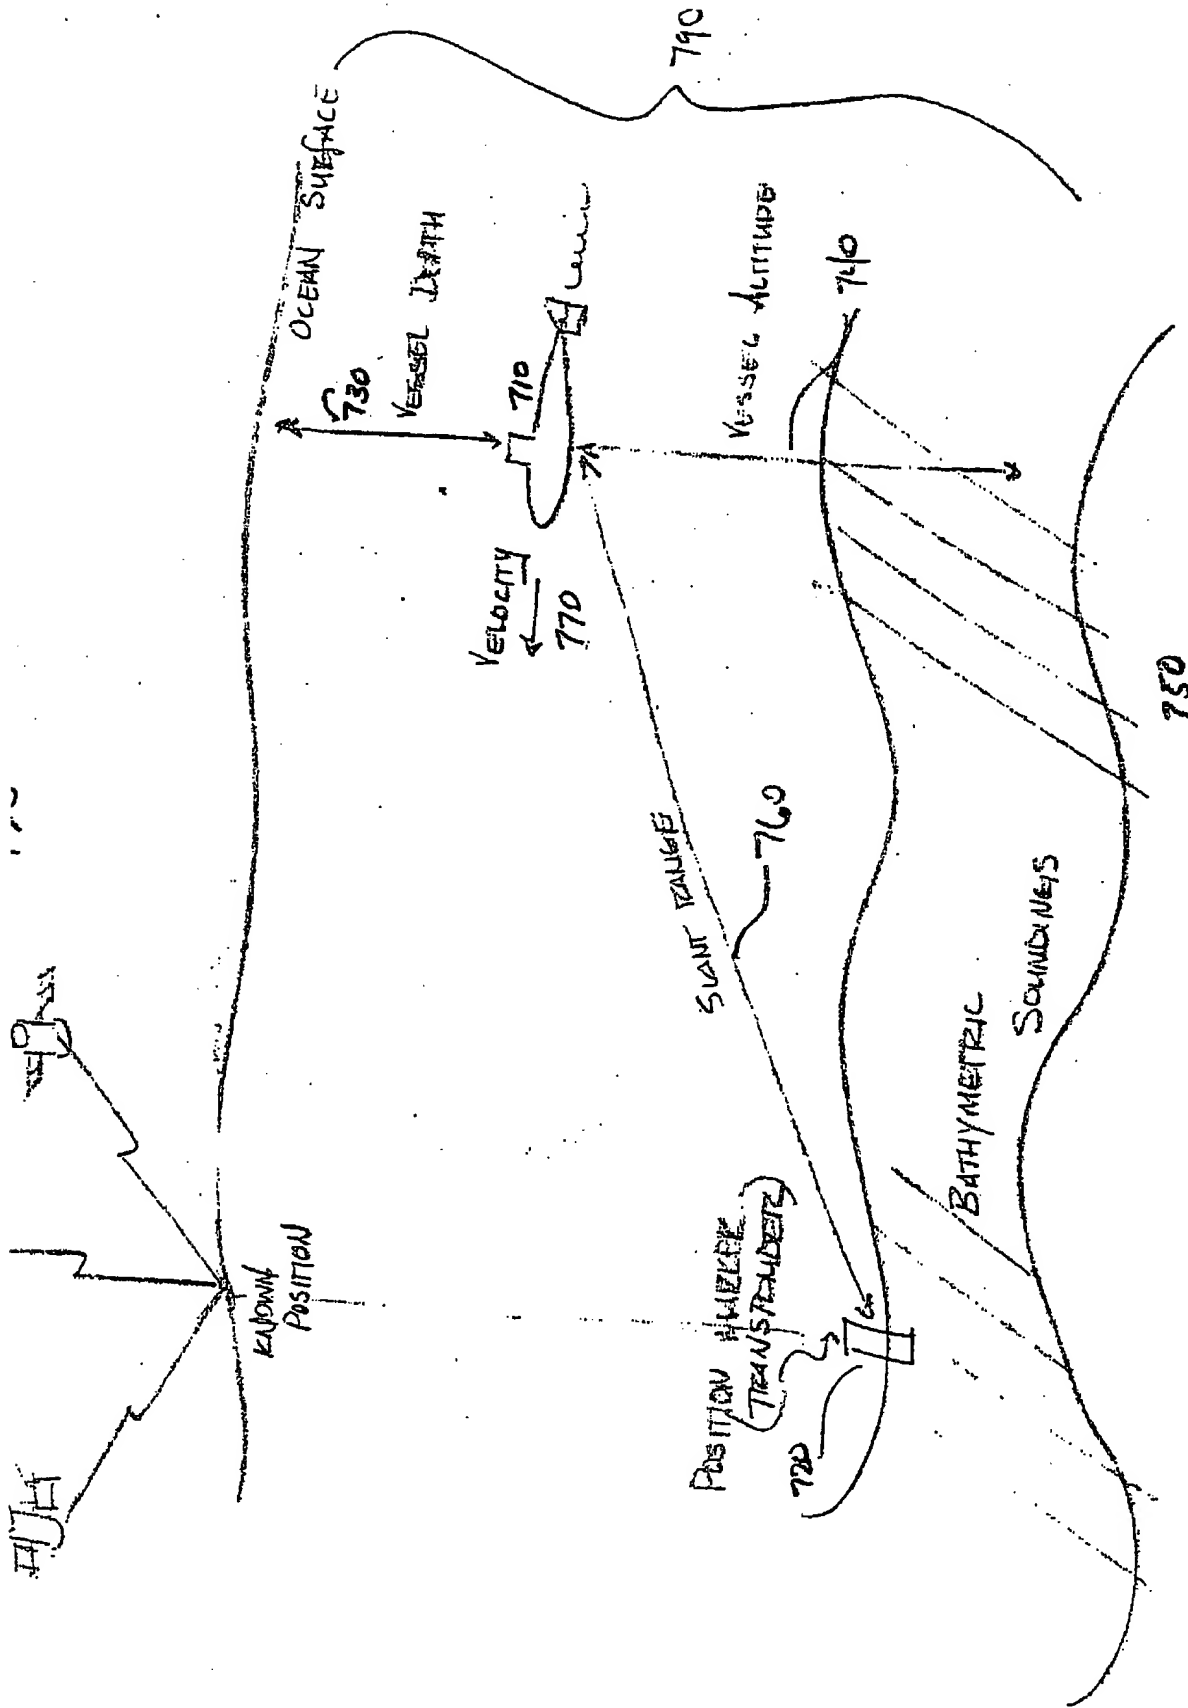 790
OCEAN SURFACE
730
VESSEL DEPTH
710
VELOCITY
770
VESSEL ALTITUDE
740
KNOWN
POSITION
SLANT RANGE
760
POSITION
(TRANSPONDER)
720
BATHYMETRIC
SOUNDINGS
750